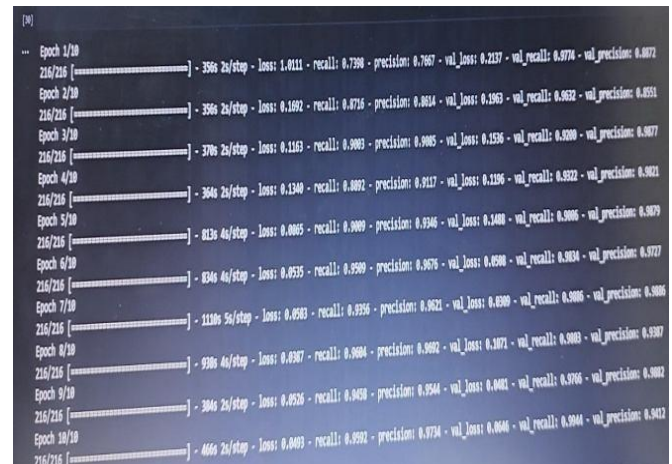 [30]
... Epoch 1/10
216/216 [==============================] - 356s 2s/step - loss: 1.0111 - recall: 0.7398 - precision: 0.7667 - val_loss: 0.2137 - val_recall: 0.9774 - val_precision: 0.8872
Epoch 2/10
216/216 [==============================] - 356s 2s/step - loss: 0.1692 - recall: 0.8716 - precision: 0.8614 - val_loss: 0.1963 - val_recall: 0.9632 - val_precision: 0.8551
Epoch 3/10
216/216 [==============================] - 370s 2s/step - loss: 0.1163 - recall: 0.9003 - precision: 0.9085 - val_loss: 0.1536 - val_recall: 0.9200 - val_precision: 0.9877
Epoch 4/10
216/216 [==============================] - 364s 2s/step - loss: 0.1340 - recall: 0.8892 - precision: 0.9117 - val_loss: 0.1196 - val_recall: 0.9322 - val_precision: 0.9821
Epoch 5/10
216/216 [==============================] - 813s 4s/step - loss: 0.0865 - recall: 0.9009 - precision: 0.9346 - val_loss: 0.1488 - val_recall: 0.9006 - val_precision: 0.9879
Epoch 6/10
216/216 [==============================] - 834s 4s/step - loss: 0.0535 - recall: 0.9509 - precision: 0.9676 - val_loss: 0.0508 - val_recall: 0.9834 - val_precision: 0.9727
Epoch 7/10
216/216 [==============================] - 1110s 5s/step - loss: 0.0503 - recall: 0.9356 - precision: 0.9621 - val_loss: 0.0309 - val_recall: 0.9886 - val_precision: 0.9886
Epoch 8/10
216/216 [==============================] - 938s 4s/step - loss: 0.0387 - recall: 0.9604 - precision: 0.9692 - val_loss: 0.1071 - val_recall: 0.9803 - val_precision: 0.9307
Epoch 9/10
216/216 [==============================] - 384s 2s/step - loss: 0.0526 - recall: 0.9458 - precision: 0.9544 - val_loss: 0.0481 - val_recall: 0.9766 - val_precision: 0.9882
Epoch 10/10
216/216 [==============================] - 466s 2s/step - loss: 0.0493 - recall: 0.9592 - precision: 0.9734 - val_loss: 0.0646 - val_recall: 0.9944 - val_precision: 0.9412